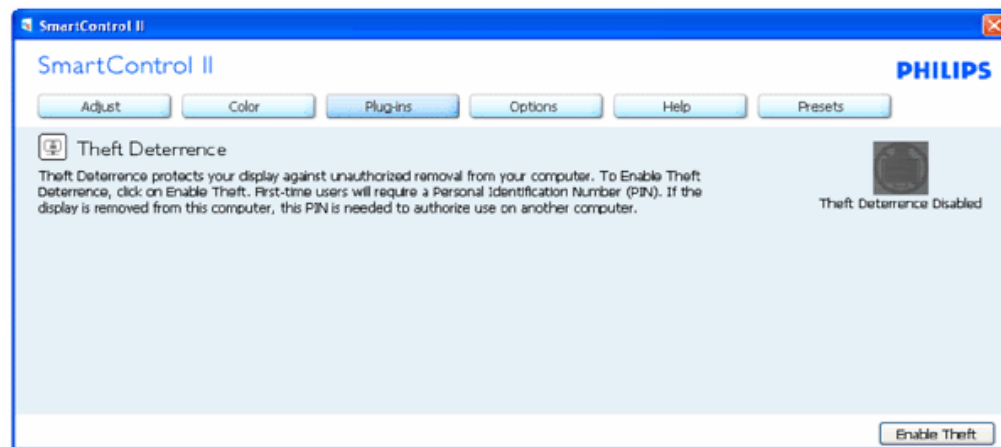 SmartControl II
SmartControl II
PHILIPS
Adjust Color Plug-ins Options Help Presets
Theft Deterrence
Theft Deterrence protects your display against unauthorized removal from your computer. To Enable Theft
Deterrence, click on Enable Theft. First-time users will require a Personal Identification Number (PIN). If the
display is removed from this computer, this PIN is needed to authorize use on another computer.
Theft Deterrence Disabled
Enable Theft